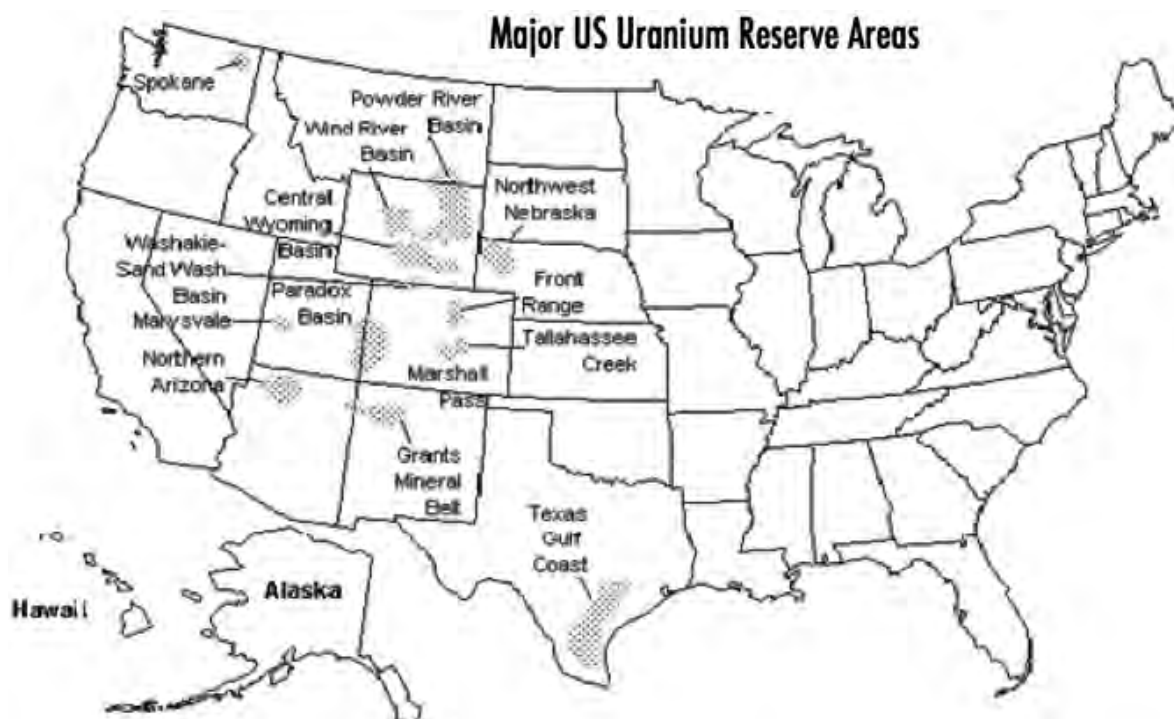 Major US Uranium Reserve Areas
Spokane
Powder River
Basin
Wind River
Basin
Northwest
Nebraska
Central
Wyoming
Basin
Washakie-
Sand Wash
Basin
Front
Range
Paradox
Basin
Marysvale
Tallahassee
Creek
Northern
Arizona
Marshall
Pass
Grants
Mineral
Belt
Texas
Gulf
Coast
Alaska
Hawaii